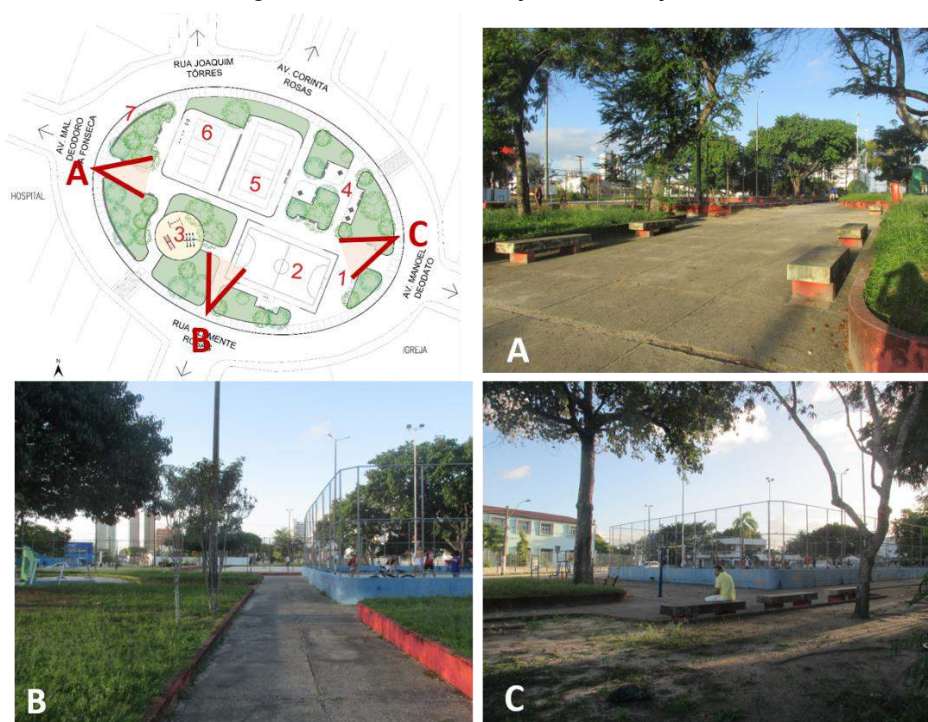 RUA JOAQUIM
TÔRRES
AV. CORINTA
ROSAS
AV. MAL
DEODORO
FONSECA
HOSPITAL
A
7
6
5
4
3
2
1
C
B
AV. MANOEL
DEODATO
RUA
IGREJA
N
A
B
C